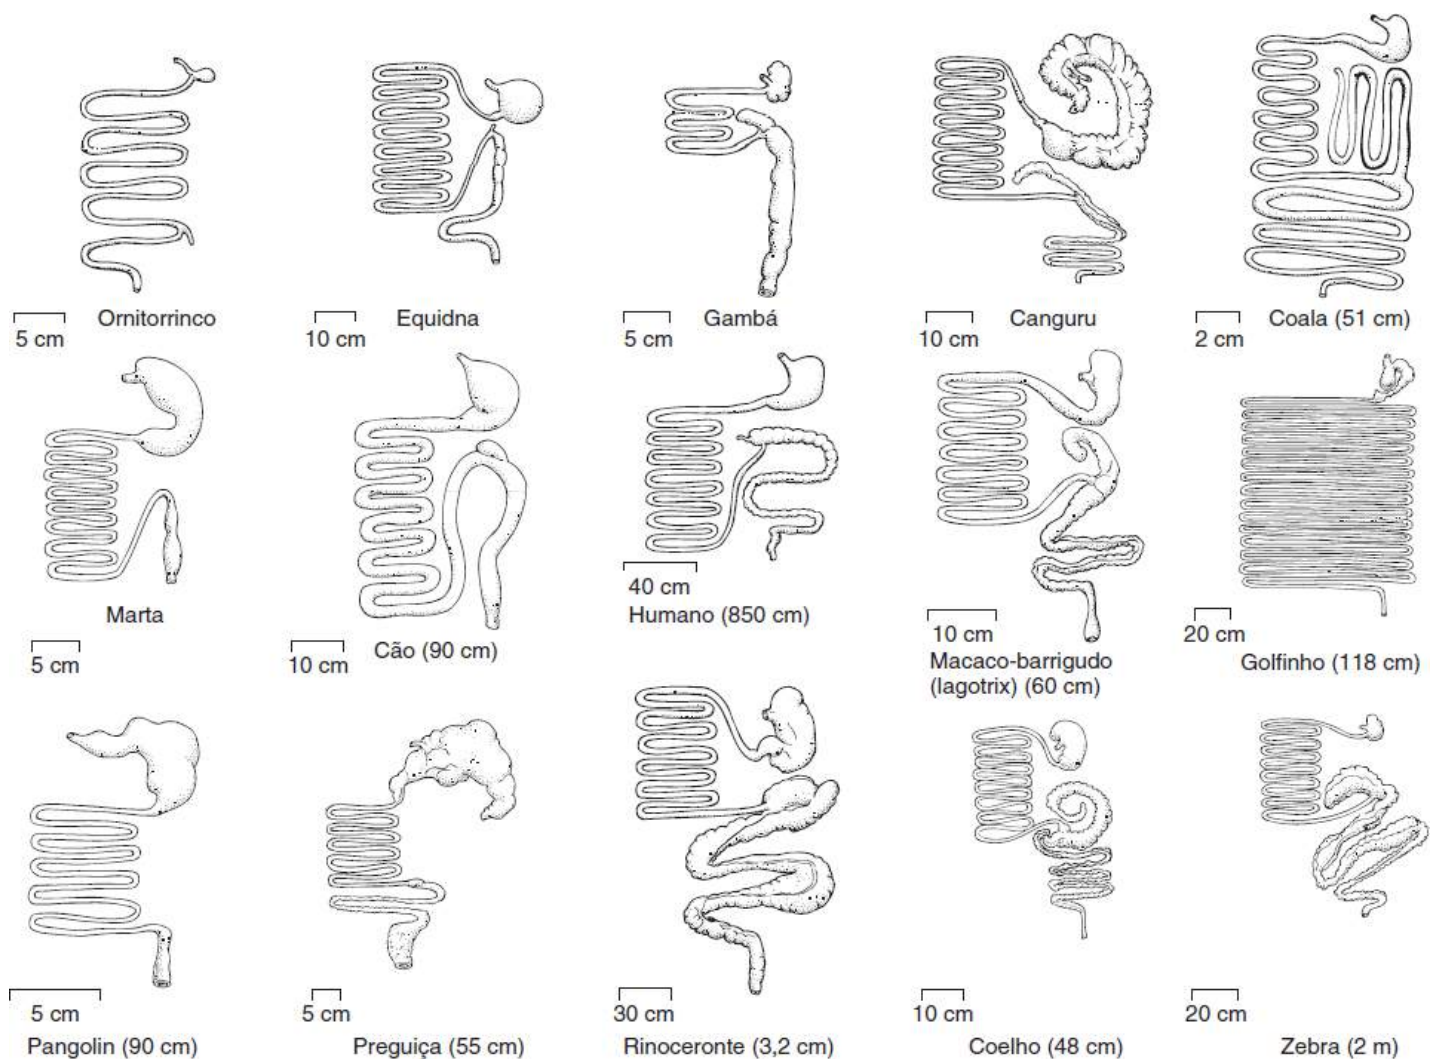 5 cm
Ornitorrinco
10 cm
Equidna
5 cm
Gambá
10 cm
Canguru
2 cm
Coala (51 cm)
Marta
5 cm
10 cm
Cão (90 cm)
40 cm
Humano (850 cm)
10 cm
Macaco-barrigudo
(lagotrix) (60 cm)
20 cm
Golfinho (118 cm)
5 cm
Pangolin (90 cm)
5 cm
Preguiça (55 cm)
30 cm
Rinoceronte (3,2 cm)
10 cm
Coelho (48 cm)
20 cm
Zebra (2 m)